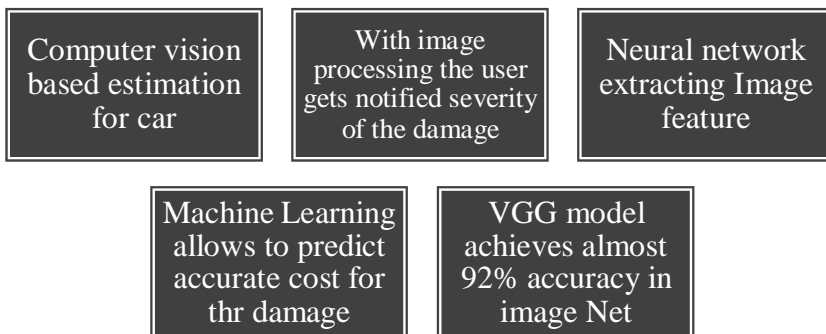 Computer vision
based estimation
for car
With image
processing the user
gets notified severity
of the damage
Neural network
extracting Image
feature
Machine Learning
allows to predict
accurate cost for
thr damage
VGG model
achieves almost
92% accuracy in
image Net